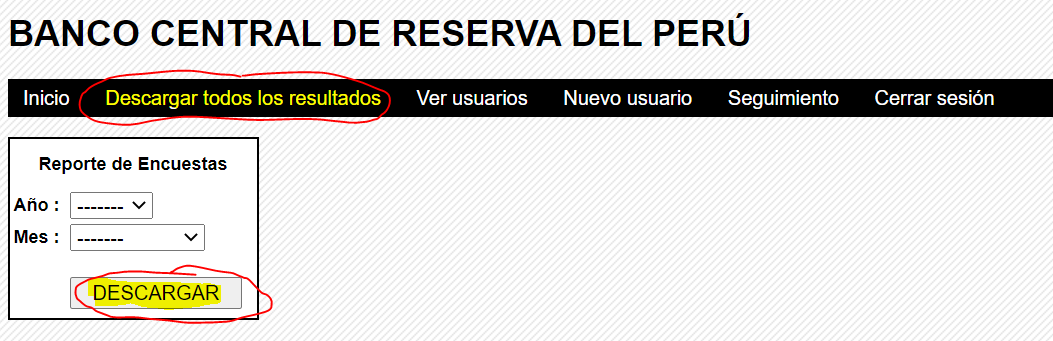 BANCO CENTRAL DE RESERVA DEL PERÚ
Inicio Descargar todos los resultados Ver usuarios Nuevo usuario Seguimiento Cerrar sesión
Reporte de Encuestas
Año : -------
Mes : -------
DESCARGAR